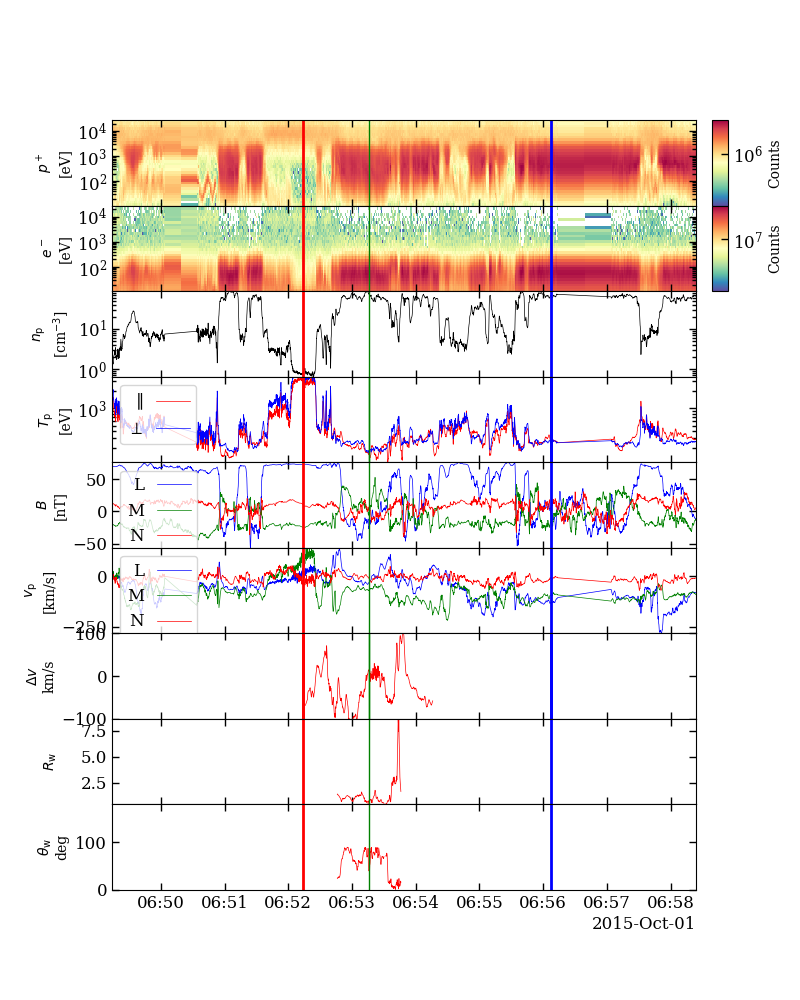 10⁴
10³
10²
p⁺
[eV]
10⁶
Counts
10⁴
10³
10²
e⁻
[eV]
10⁷
Counts
10¹
10⁰
nₚ
[cm⁻³]
10³
Tₚ
[eV]
∥
⊥
50
0
−50
B
[nT]
L
M
N
0
−250
vₚ
[km/s]
L
M
N
100
0
−100
Δv
km/s
7.5
5.0
2.5
R_w
100
0
θ_w
deg
06:50 06:51 06:52 06:53 06:54 06:55 06:56 06:57 06:58
2015-Oct-01